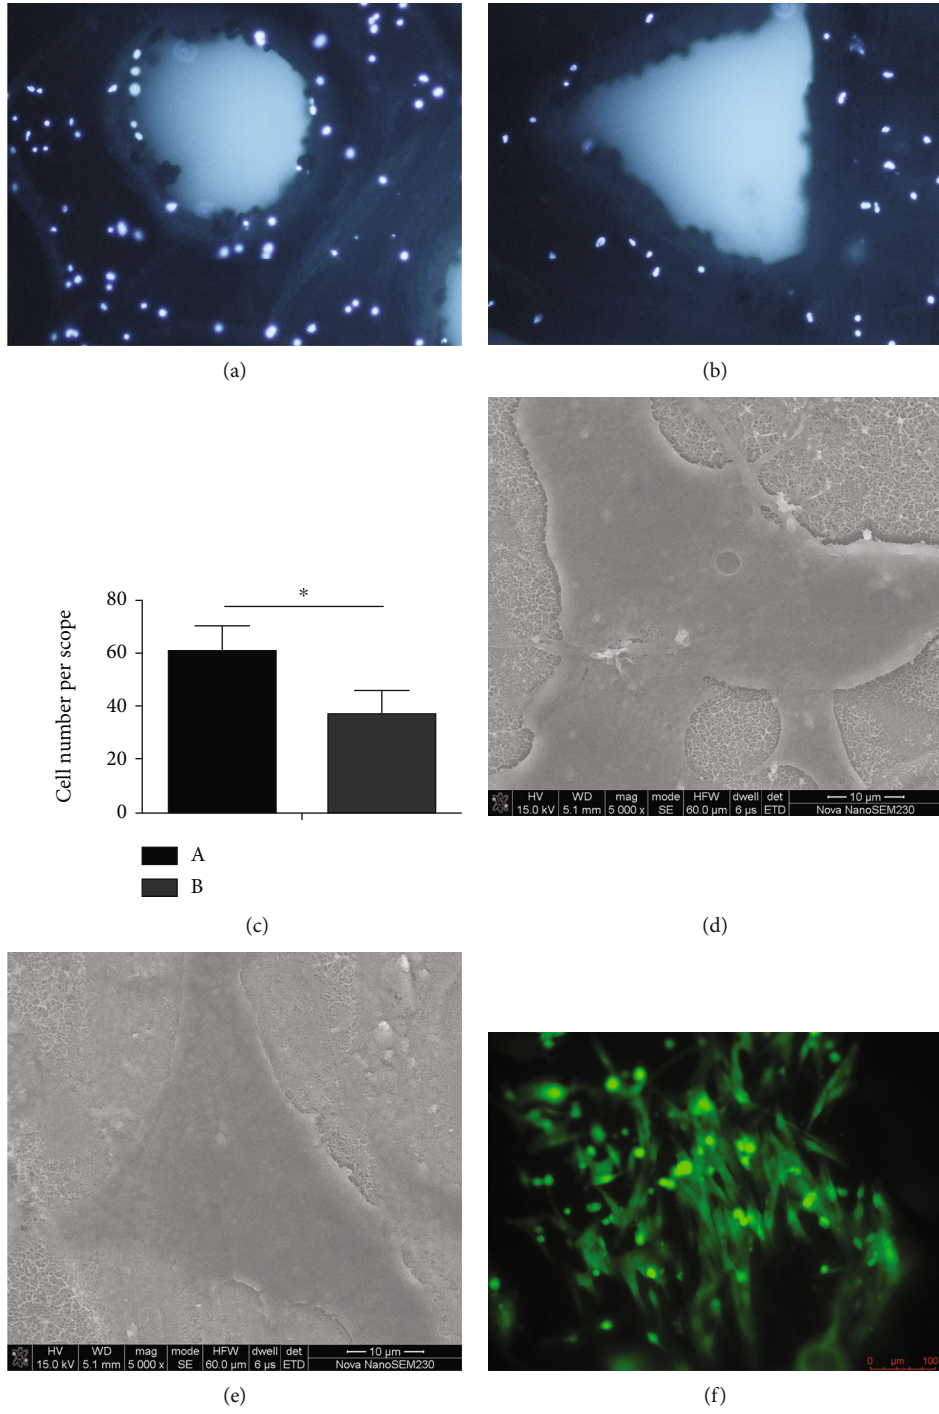 (a)
(b)
80
60
40
20
0
Cell number per scope
*
A
B
(c)
HV WD mag mode HFW dwell det 10 µm
15.0 kV 5.1 mm 5 000 x SE 60.0 µm 6 µs ETD Nova NanoSEM230
(d)
HV WD mag mode HFW dwell det 10 µm
15.0 kV 5.1 mm 5 000 x SE 60.0 µm 6 µs ETD Nova NanoSEM230
(e)
0 µm 100
(f)